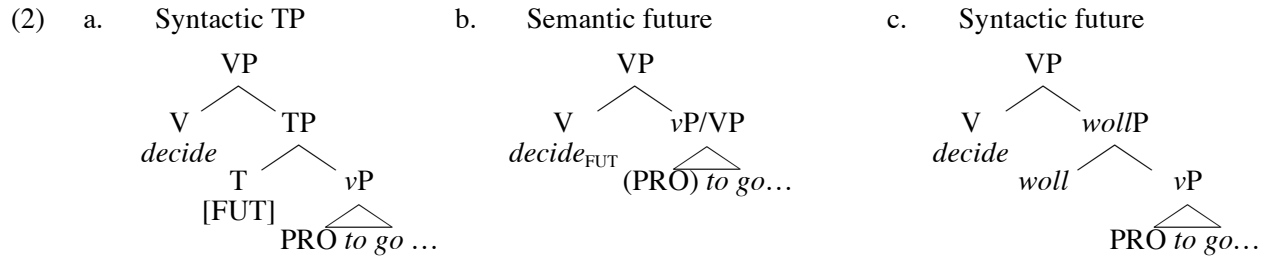 (2) a. Syntactic TP b. Semantic future c. Syntactic future
VP VP VP
V TP V vP/VP V wollP
decide decideFUT decide
T vP (PRO) to go… woll vP
[FUT]
PRO to go … PRO to go…